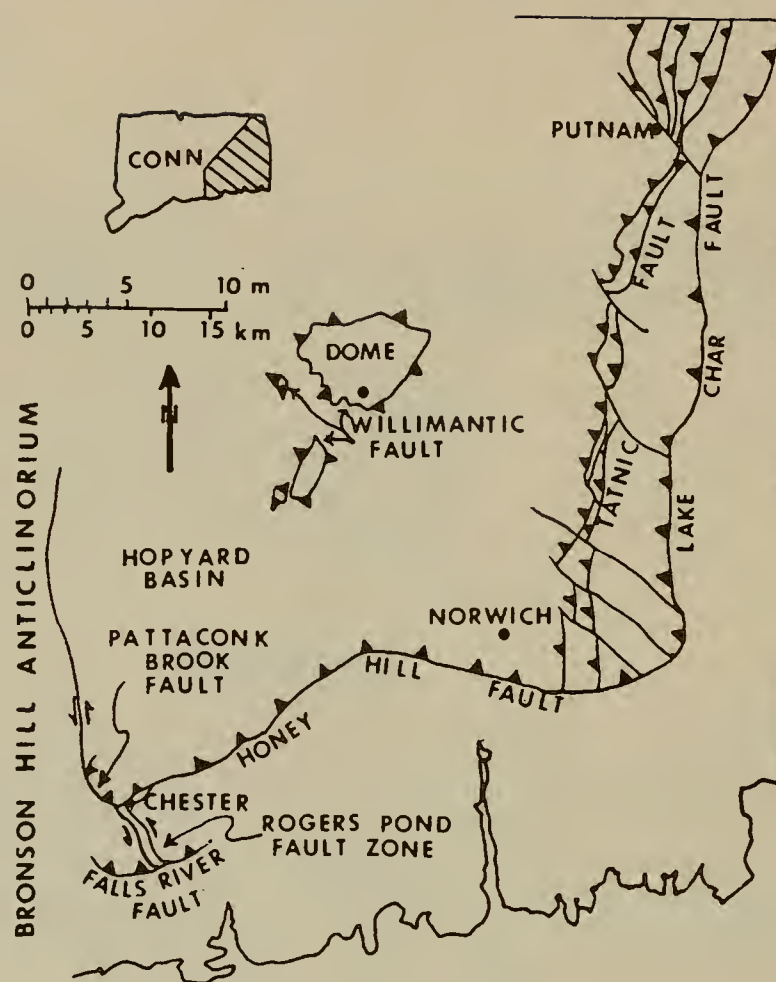 PUTNAM
CONN
0 5 10 m
0 5 10 15 km
N
FAULT
FAULT
CHAR
LAKE
TATNIC
DOME
WILLIMANTIC
FAULT
BRONSON HILL ANTICLINORIUM
HOPYARD
BASIN
PATTACONK
BROOK
FAULT
NORWICH
HONEY
HILL
FAULT
CHESTER
ROGERS POND
FAULT ZONE
FALLS RIVER
FAULT